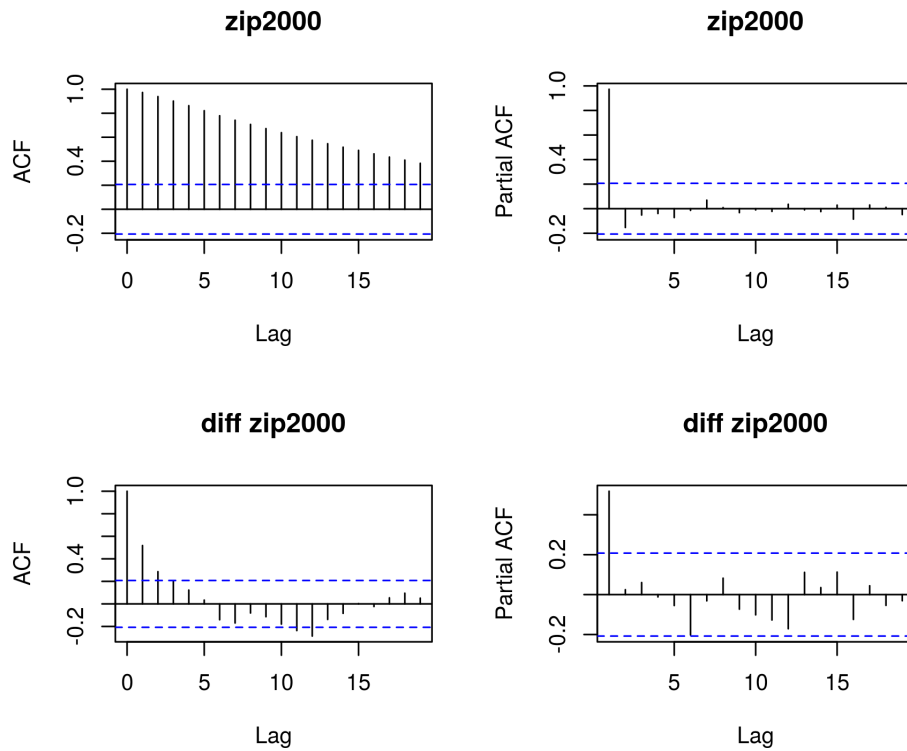 zip2000
ACF
-0.2 0.4 1.0
0 5 10 15
Lag
zip2000
Partial ACF
-0.2 0.4 1.0
5 10 15
Lag
diff zip2000
ACF
-0.2 0.4 1.0
0 5 10 15
Lag
diff zip2000
Partial ACF
-0.2 0.2
5 10 15
Lag